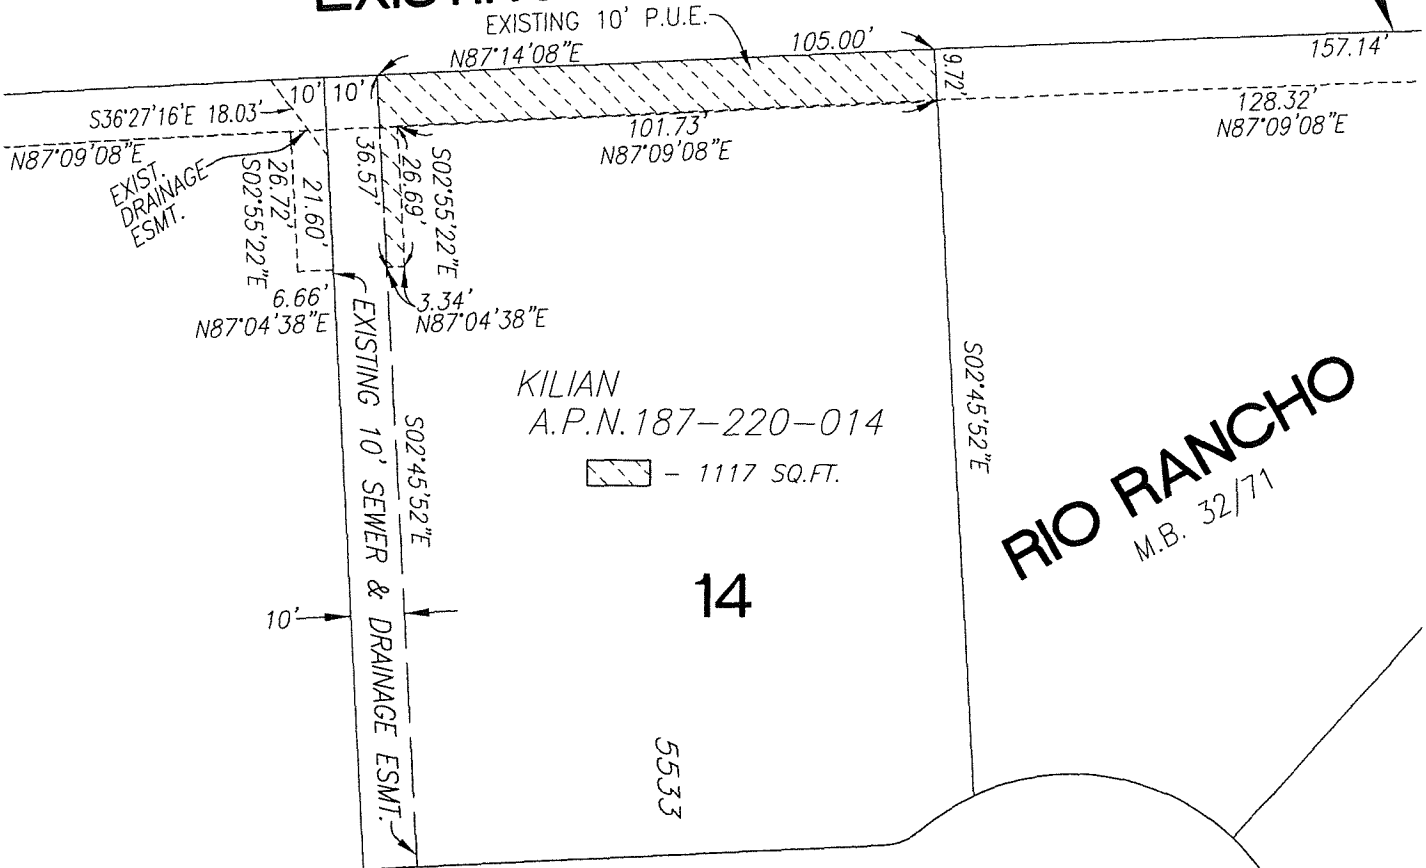 EXISTING 10' P.U.E.
N87°14'08"E
105.00'
157.14'
9.72'
10' 10'
S36°27'16"E 18.03'
128.32'
N87°09'08"E
101.73'
N87°09'08"E
N87°09'08"E
EXIST.
DRAINAGE
ESMT.
S02°55'22"E
26.72'
21.60'
36.57'
26.69'
S02°55'22"E
6.66'
N87°04'38"E
3.34'
N87°04'38"E
EXISTING 10' SEWER & DRAINAGE ESMT.
S02°45'52"E
KILIAN
A.P.N.187-220-014
- 1117 SQ.FT.
S02°45'52"E
RIO RANCHO
M.B. 32/71
14
10'
5533